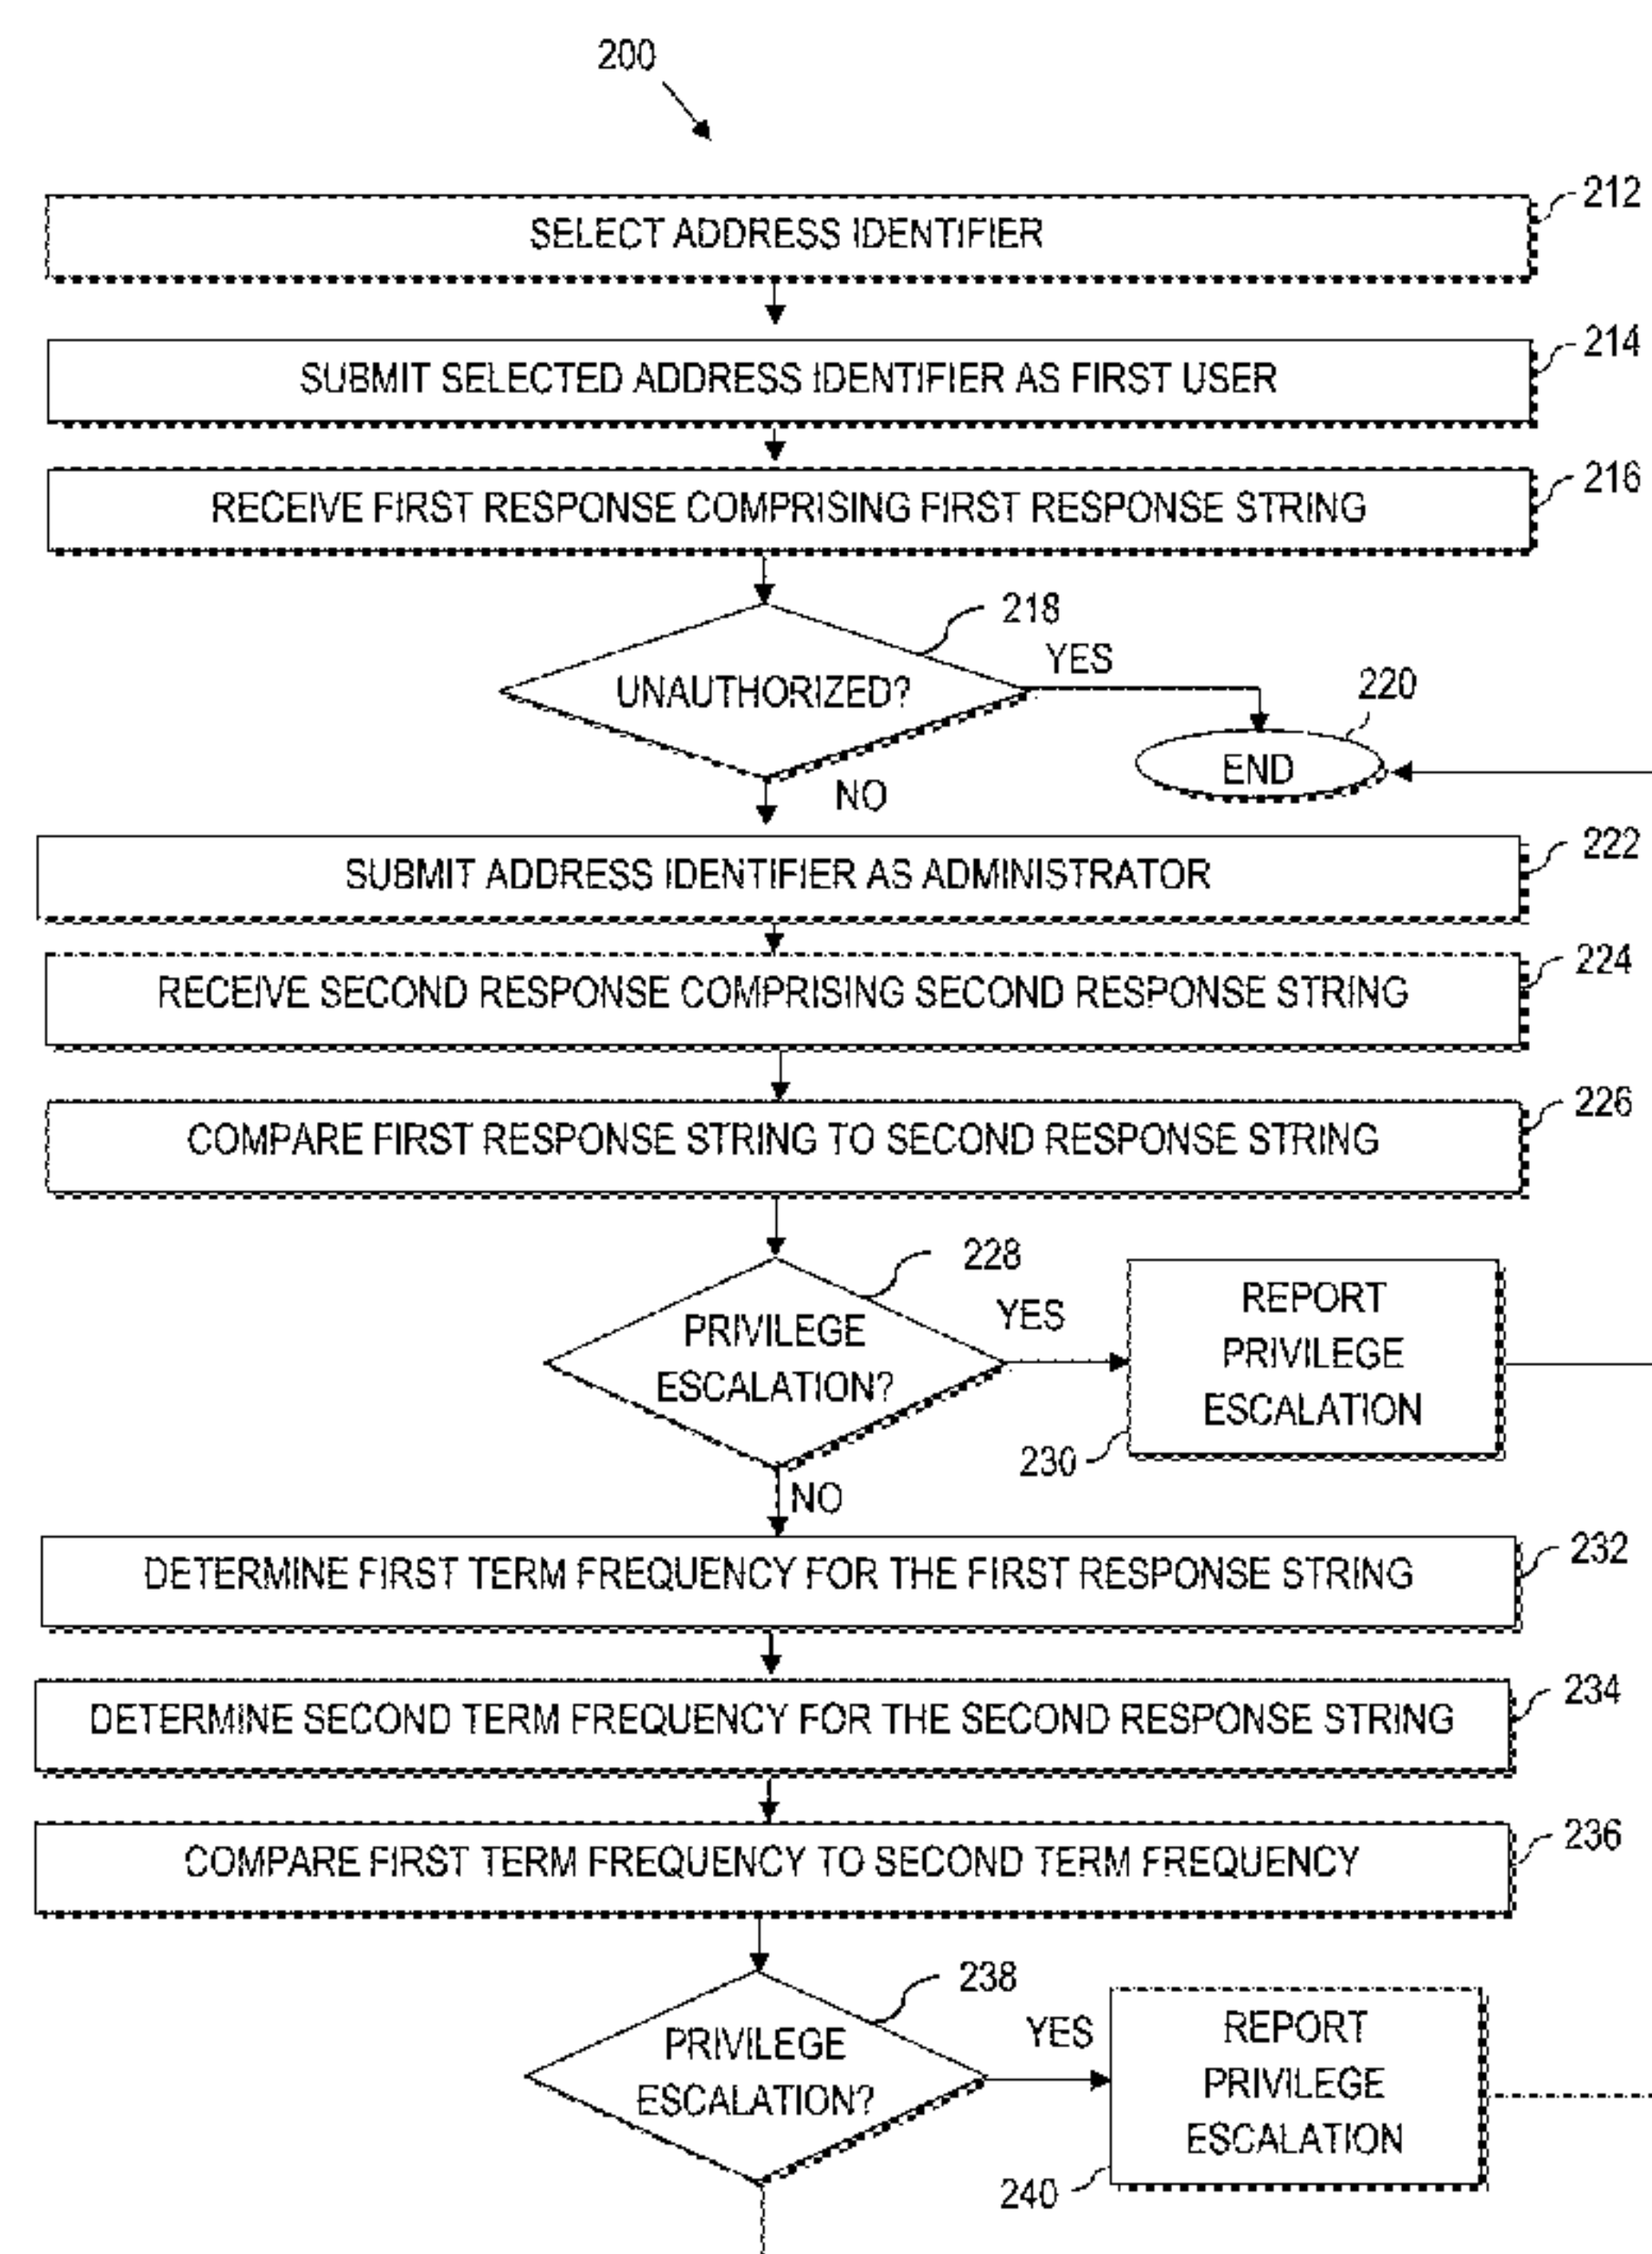 200
SELECT ADDRESS IDENTIFIER
212
SUBMIT SELECTED ADDRESS IDENTIFIER AS FIRST USER
214
RECEIVE FIRST RESPONSE COMPRISING FIRST RESPONSE STRING
216
218
UNAUTHORIZED?
YES
220
END
NO
SUBMIT ADDRESS IDENTIFIER AS ADMINISTRATOR
222
RECEIVE SECOND RESPONSE COMPRISING SECOND RESPONSE STRING
224
COMPARE FIRST RESPONSE STRING TO SECOND RESPONSE STRING
226
228
PRIVILEGE
ESCALATION?
YES
REPORT
PRIVILEGE
ESCALATION
230
NO
DETERMINE FIRST TERM FREQUENCY FOR THE FIRST RESPONSE STRING
232
DETERMINE SECOND TERM FREQUENCY FOR THE SECOND RESPONSE STRING
234
COMPARE FIRST TERM FREQUENCY TO SECOND TERM FREQUENCY
236
238
PRIVILEGE
ESCALATION?
YES
REPORT
PRIVILEGE
ESCALATION
240